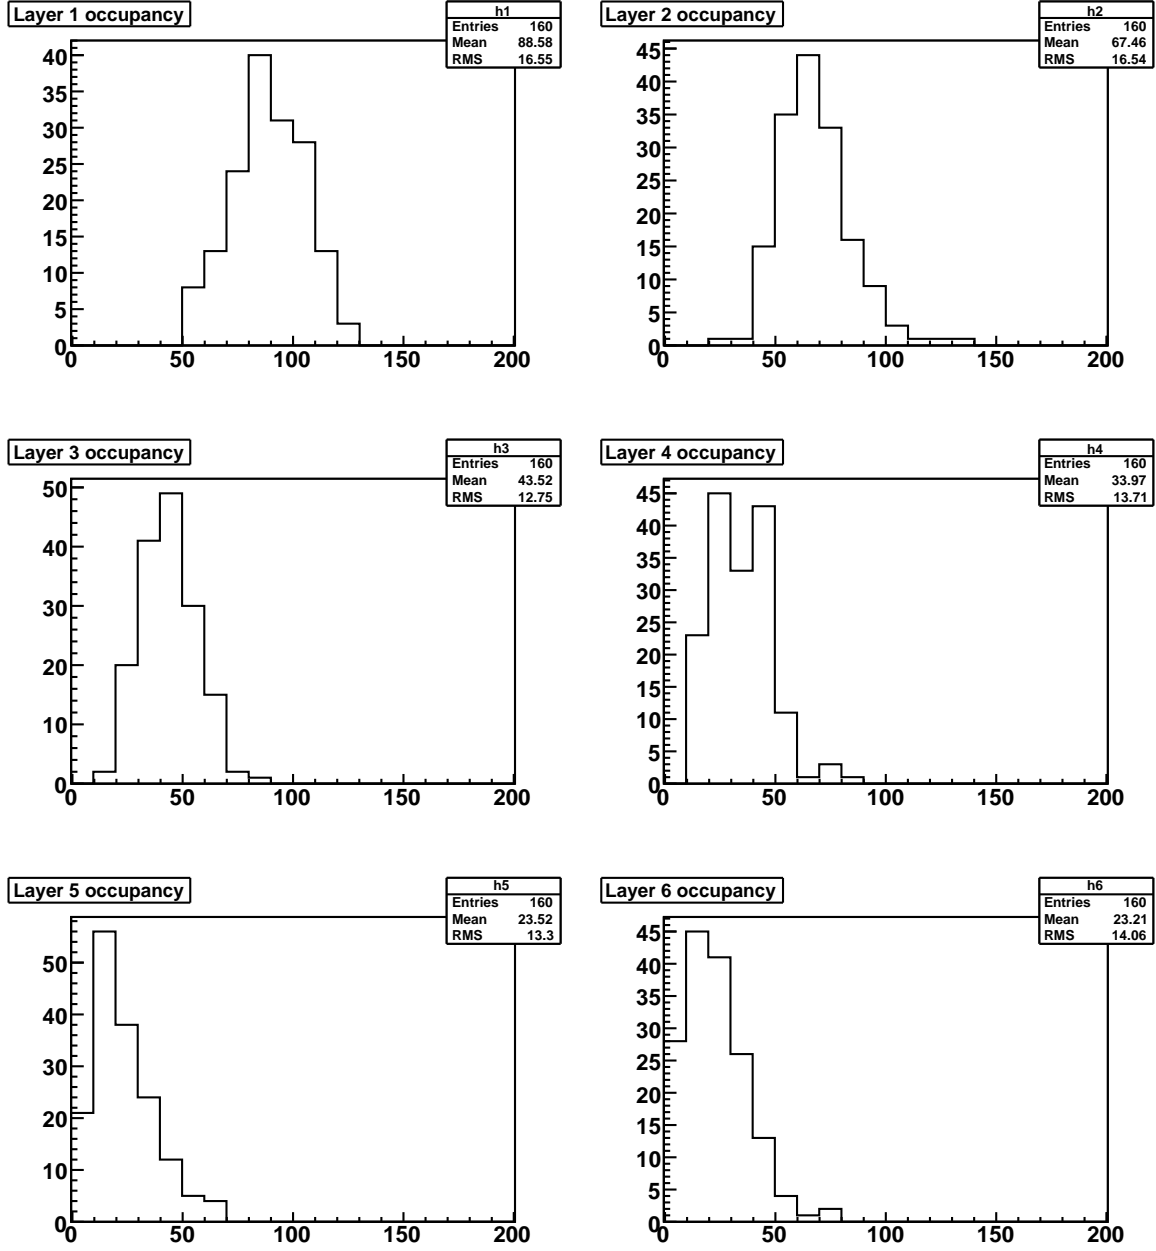 Layer 1 occupancy
h1
Entries 160
Mean 88.58
RMS 16.55
40
35
30
25
20
15
10
5
0
0 50 100 150 200
Layer 2 occupancy
h2
Entries 160
Mean 67.46
RMS 16.54
45
40
35
30
25
20
15
10
5
0
0 50 100 150 200
Layer 3 occupancy
h3
Entries 160
Mean 43.52
RMS 12.75
50
40
30
20
10
0
0 50 100 150 200
Layer 4 occupancy
h4
Entries 160
Mean 33.97
RMS 13.71
45
40
35
30
25
20
15
10
5
0
0 50 100 150 200
Layer 5 occupancy
h5
Entries 160
Mean 23.52
RMS 13.3
50
40
30
20
10
0
0 50 100 150 200
Layer 6 occupancy
h6
Entries 160
Mean 23.21
RMS 14.06
45
40
35
30
25
20
15
10
5
0
0 50 100 150 200